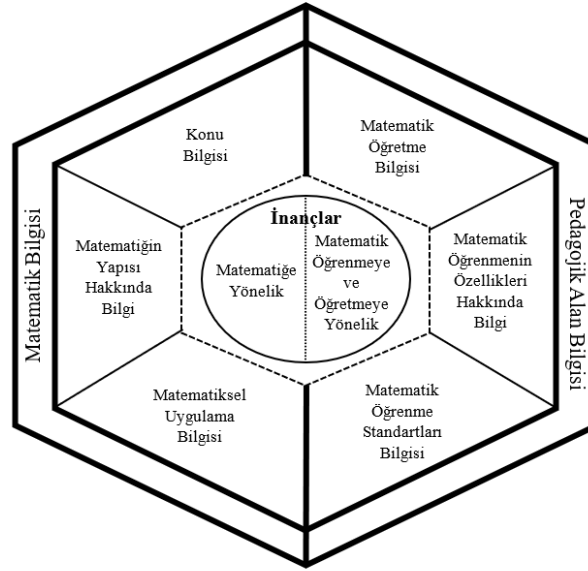 Konu
Bilgisi
Matematik
Öğretme
Bilgisi
Matematik Bilgisi
Matematiğin
Yapısı
Hakkında
Bilgi
İnançlar
Matematiğe
Yönelik
Matematik
Öğrenmeye
ve
Öğretmeye
Yönelik
Matematik
Öğrenmenin
Özellikleri
Hakkında
Bilgi
Pedagojik Alan Bilgisi
Matematiksel
Uygulama
Bilgisi
Matematik
Öğrenme
Standartları
Bilgisi